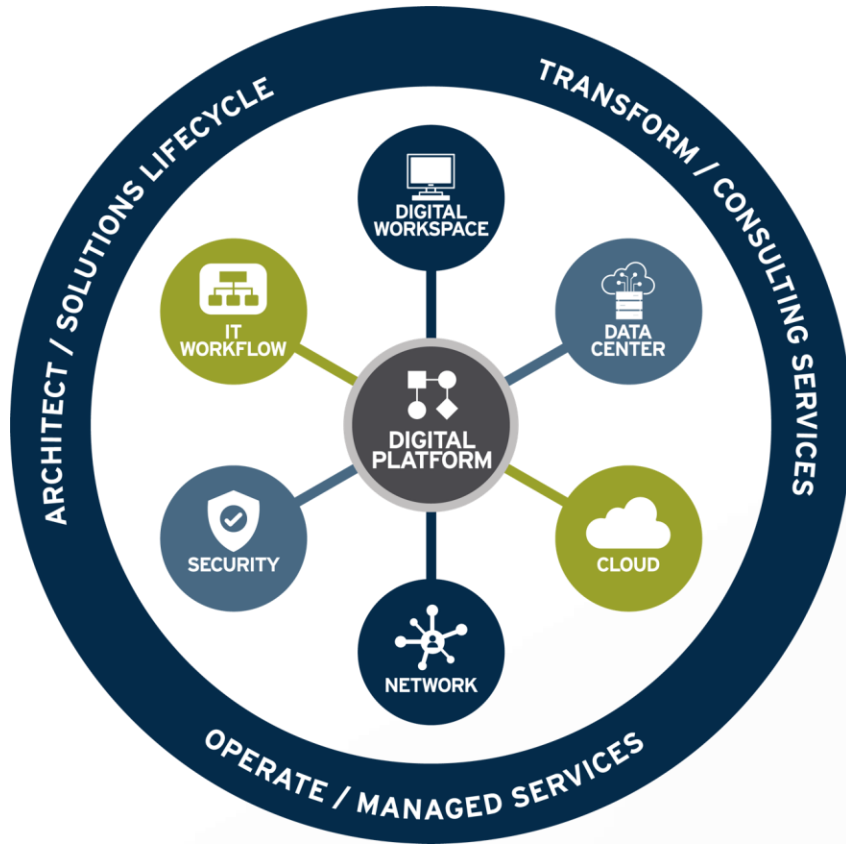 ARCHITECT / SOLUTIONS LIFECYCLE
TRANSFORM / CONSULTING SERVICES
DIGITAL
WORKSPACE
IT
WORKFLOW
DATA
CENTER
DIGITAL
PLATFORM
SECURITY
CLOUD
NETWORK
OPERATE / MANAGED SERVICES